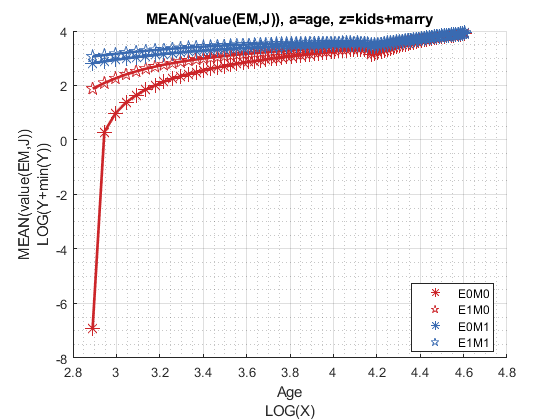 MEAN(value(EM,J)), a=age, z=kids+marry
MEAN(value(EM,J))
LOG(Y+min(Y))
4
2
0
-2
-4
-6
-8
2.8 3 3.2 3.4 3.6 3.8 4 4.2 4.4 4.6 4.8
Age
LOG(X)
E0M0
E1M0
E0M1
E1M1